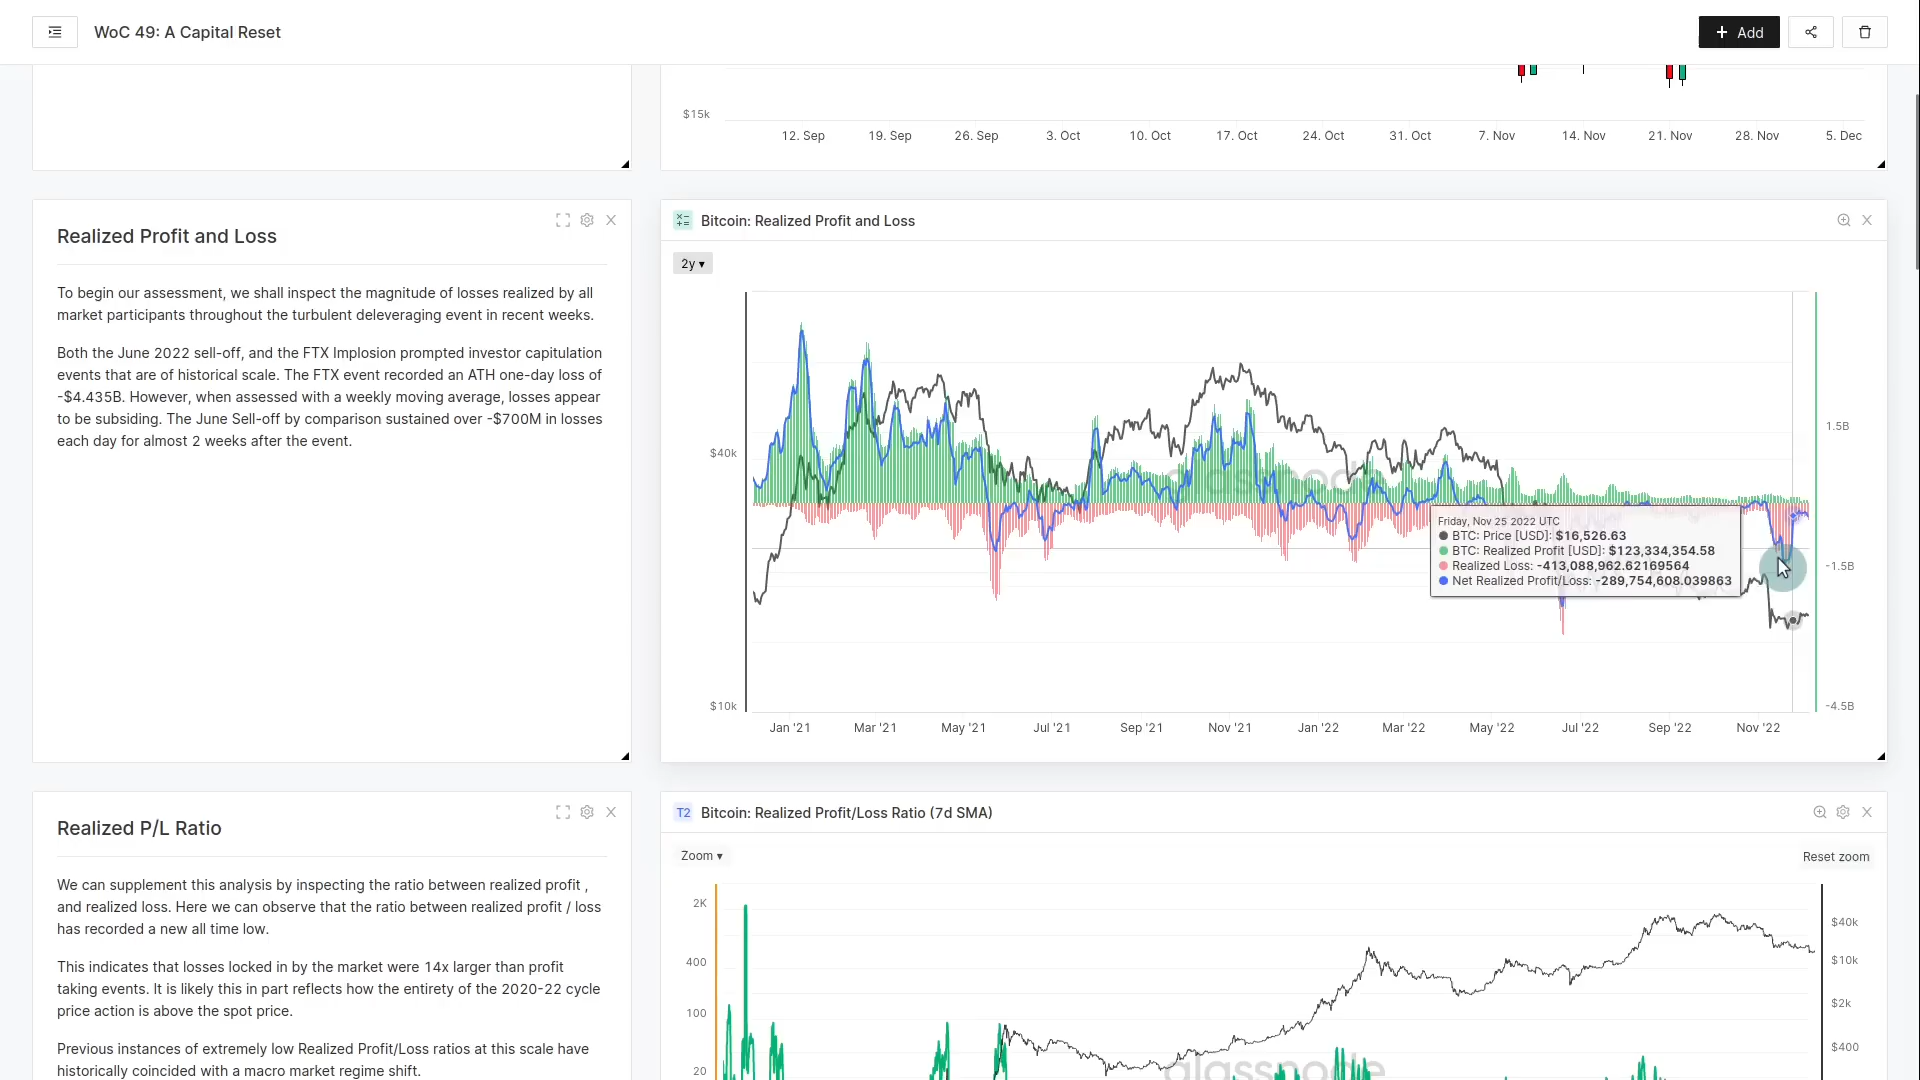 WoC 49: A Capital Reset
+ Add
$15k
12. Sep 19. Sep 26. Sep 3. Oct 10. Oct 17. Oct 24. Oct 31. Oct 7. Nov 14. Nov 21. Nov 28. Nov 5. Dec
Realized Profit and Loss
To begin our assessment, we shall inspect the magnitude of losses realized by all
market participants throughout the turbulent deleveraging event in recent weeks.
Both the June 2022 sell-off, and the FTX Implosion prompted investor capitulation
events that are of historical scale. The FTX event recorded an ATH one-day loss of
-$4.435B. However, when assessed with a weekly moving average, losses appear
to be subsiding. The June Sell-off by comparison sustained over -$700M in losses
each day for almost 2 weeks after the event.
Bitcoin: Realized Profit and Loss
2y ▾
$40k
$10k
1.5B
-1.5B
-4.5B
glassnode
Friday, Nov 25 2022 UTC
BTC: Price [USD]: $16,526.63
BTC: Realized Profit [USD]: $123,334,354.58
Realized Loss: -413,088,962.62169564
Net Realized Profit/Loss: -289,754,608.039863
Jan '21 Mar '21 May '21 Jul '21 Sep '21 Nov '21 Jan '22 Mar '22 May '22 Jul '22 Sep '22 Nov '22
Realized P/L Ratio
We can supplement this analysis by inspecting the ratio between realized profit ,
and realized loss. Here we can observe that the ratio between realized profit / loss
has recorded a new all time low.
This indicates that losses locked in by the market were 14x larger than profit
taking events. It is likely this in part reflects how the entirety of the 2020-22 cycle
price action is above the spot price.
Previous instances of extremely low Realized Profit/Loss ratios at this scale have
historically coincided with a macro market regime shift.
T2 Bitcoin: Realized Profit/Loss Ratio (7d SMA)
Zoom ▾
Reset zoom
2K
400
100
20
$40k
$10k
$2k
$400
glassnode